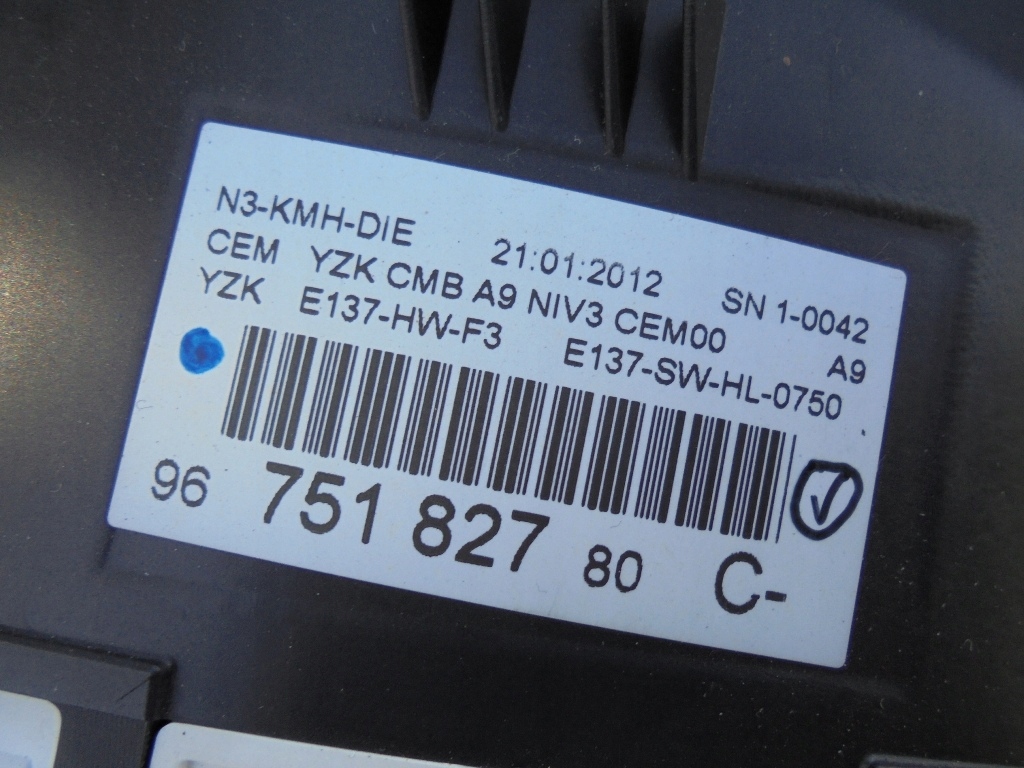 N3-KMH-DIE 21:01:2012 SN 1-0042
CEM YZK CMB A9 NIV3 CEM00 A9
YZK E137-HW-F3 E137-SW-HL-0750
96 751 827 80 C-